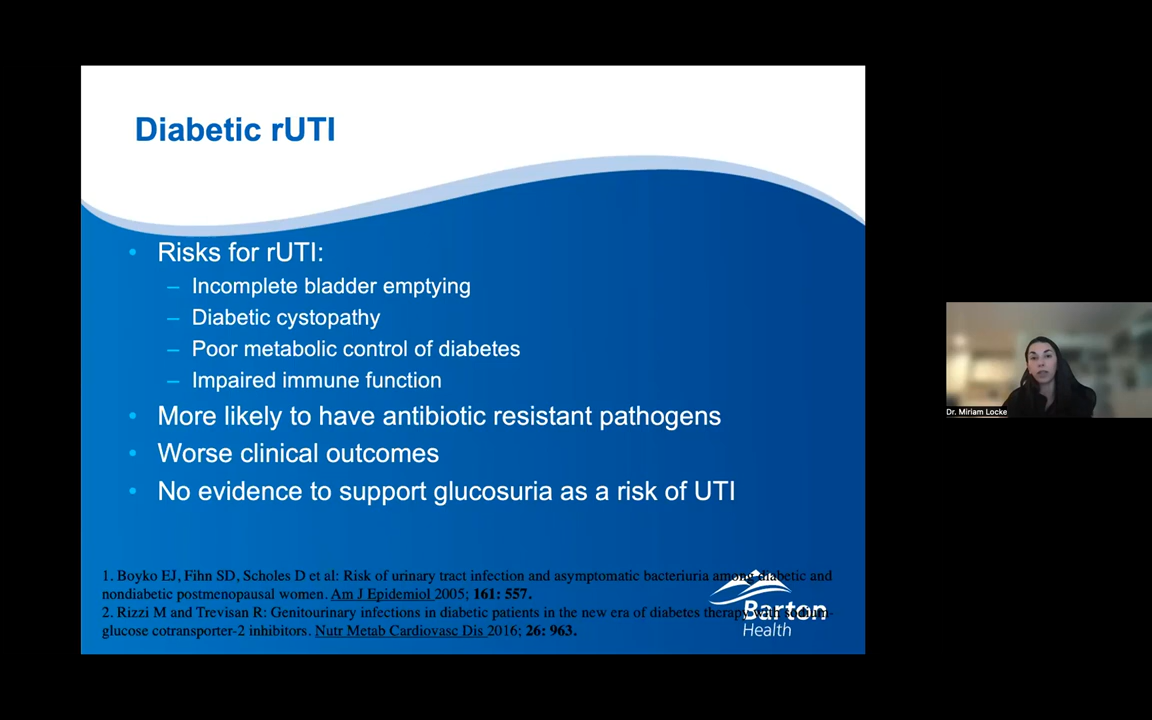 Diabetic rUTI
• Risks for rUTI:
– Incomplete bladder emptying
– Diabetic cystopathy
– Poor metabolic control of diabetes
– Impaired immune function
• More likely to have antibiotic resistant pathogens
• Worse clinical outcomes
• No evidence to support glucosuria as a risk of UTI
1. Boyko EJ, Fihn SD, Scholes D et al: Risk of urinary tract infection and asymptomatic bacteriuria among diabetic and
nondiabetic postmenopausal women. Am J Epidemiol 2005; 161: 557.
2. Rizzi M and Trevisan R: Genitourinary infections in diabetic patients in the new era of diabetes therapy with sodium-
glucose cotransporter-2 inhibitors. Nutr Metab Cardiovasc Dis 2016; 26: 963.
Barton
Health
Dr. Miriam Locke